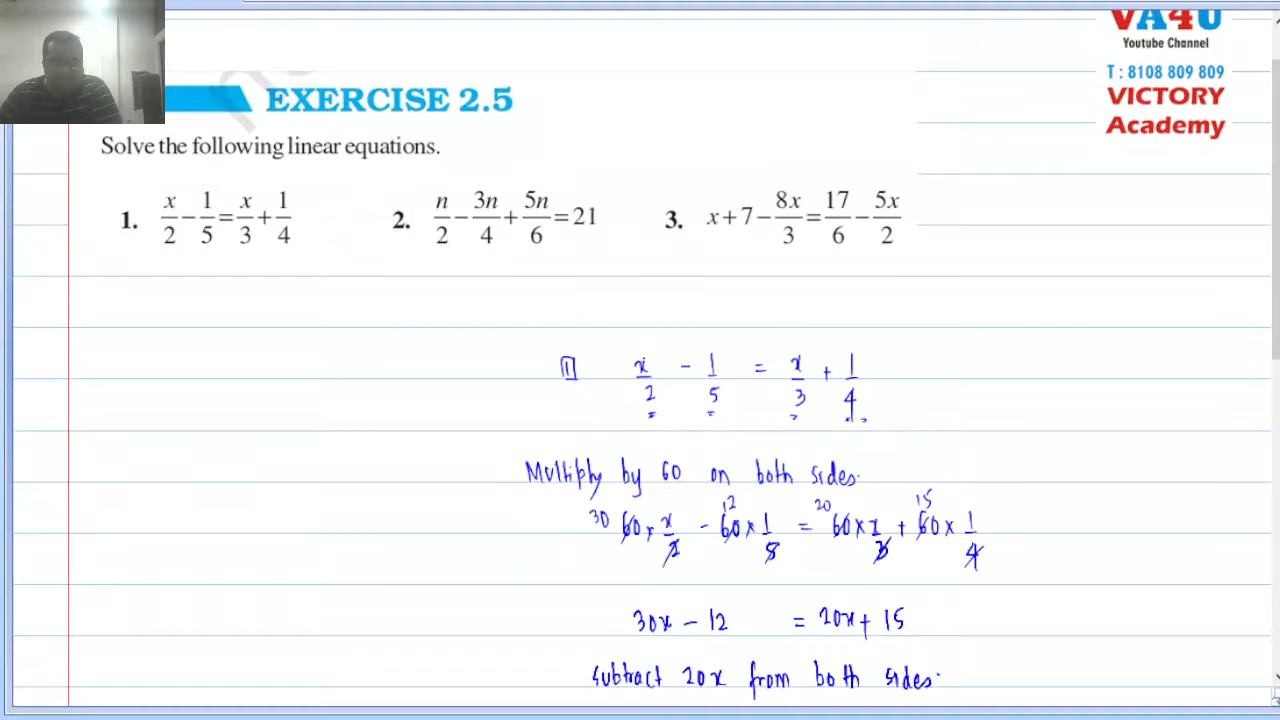 VA4U
Youtube Channel
T : 8108 809 809
VICTORY
Academy
EXERCISE 2.5
Solve the following linear equations.
1. x/2 − 1/5 = x/3 + 1/4 2. n/2 − 3n/4 + 5n/6 = 21 3. x + 7 − 8x/3 = 17/6 − 5x/2
1 x/2 - 1/5 = x/3 + 1/4
Multiply by 60 on both sides.
30 12 20 15
60 × x/2 - 60 × 1/5 = 60 × x/3 + 60 × 1/4
30x - 12 = 20x + 15
subtract 20x from both sides.